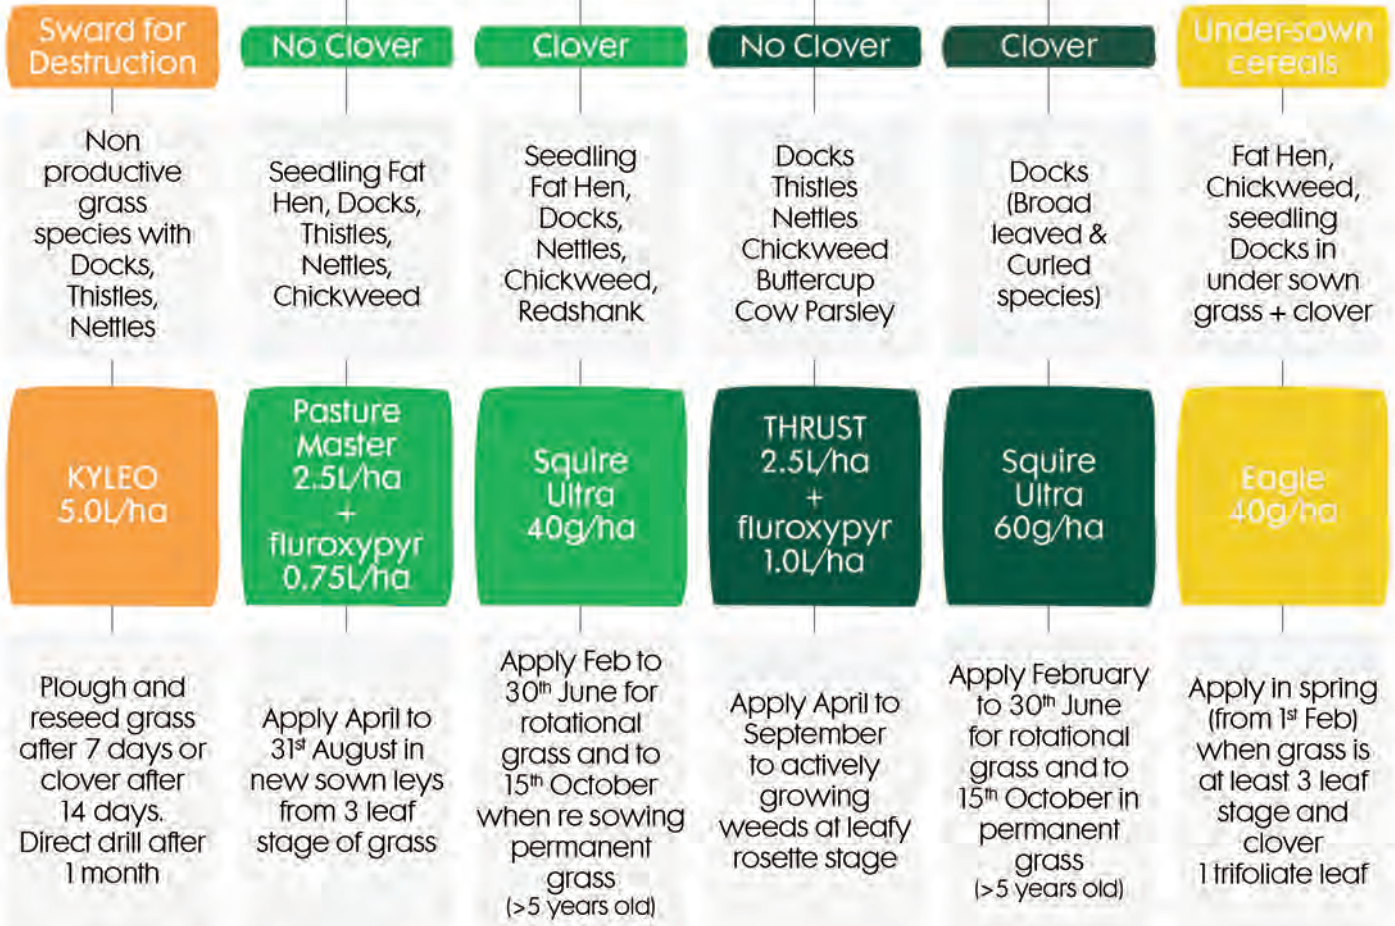 Sward for
Destruction
No Clover
Clover
No Clover
Clover
Under-sown
cereals
Non
productive
grass
species with
Docks,
Thistles,
Nettles
Seedling Fat
Hen, Docks,
Thistles,
Nettles,
Chickweed
Seedling
Fat Hen,
Docks,
Nettles,
Chickweed,
Redshank
Docks
Thistles
Nettles
Chickweed
Buttercup
Cow Parsley
Docks
(Broad
leaved &
Curled
species)
Fat Hen,
Chickweed,
seedling
Docks in
under sown
grass + clover
KYLEO
5.0L/ha
Pasture
Master
2.5L/ha
+
fluroxypyr
0.75L/ha
Squire
Ultra
40g/ha
THRUST
2.5L/ha
+
fluroxypyr
1.0L/ha
Squire
Ultra
60g/ha
Eagle
40g/ha
Plough and
reseed grass
after 7 days or
clover after
14 days.
Direct drill after
1 month
Apply April to
31st August in
new sown leys
from 3 leaf
stage of grass
Apply Feb to
30th June for
rotational
grass and to
15th October
when re sowing
permanent
grass
(>5 years old)
Apply April to
September
to actively
growing
weeds at leafy
rosette stage
Apply February
to 30th June
for rotational
grass and to
15th October in
permanent
grass
(>5 years old)
Apply in spring
(from 1st Feb)
when grass is
at least 3 leaf
stage and
clover
1 trifoliate leaf